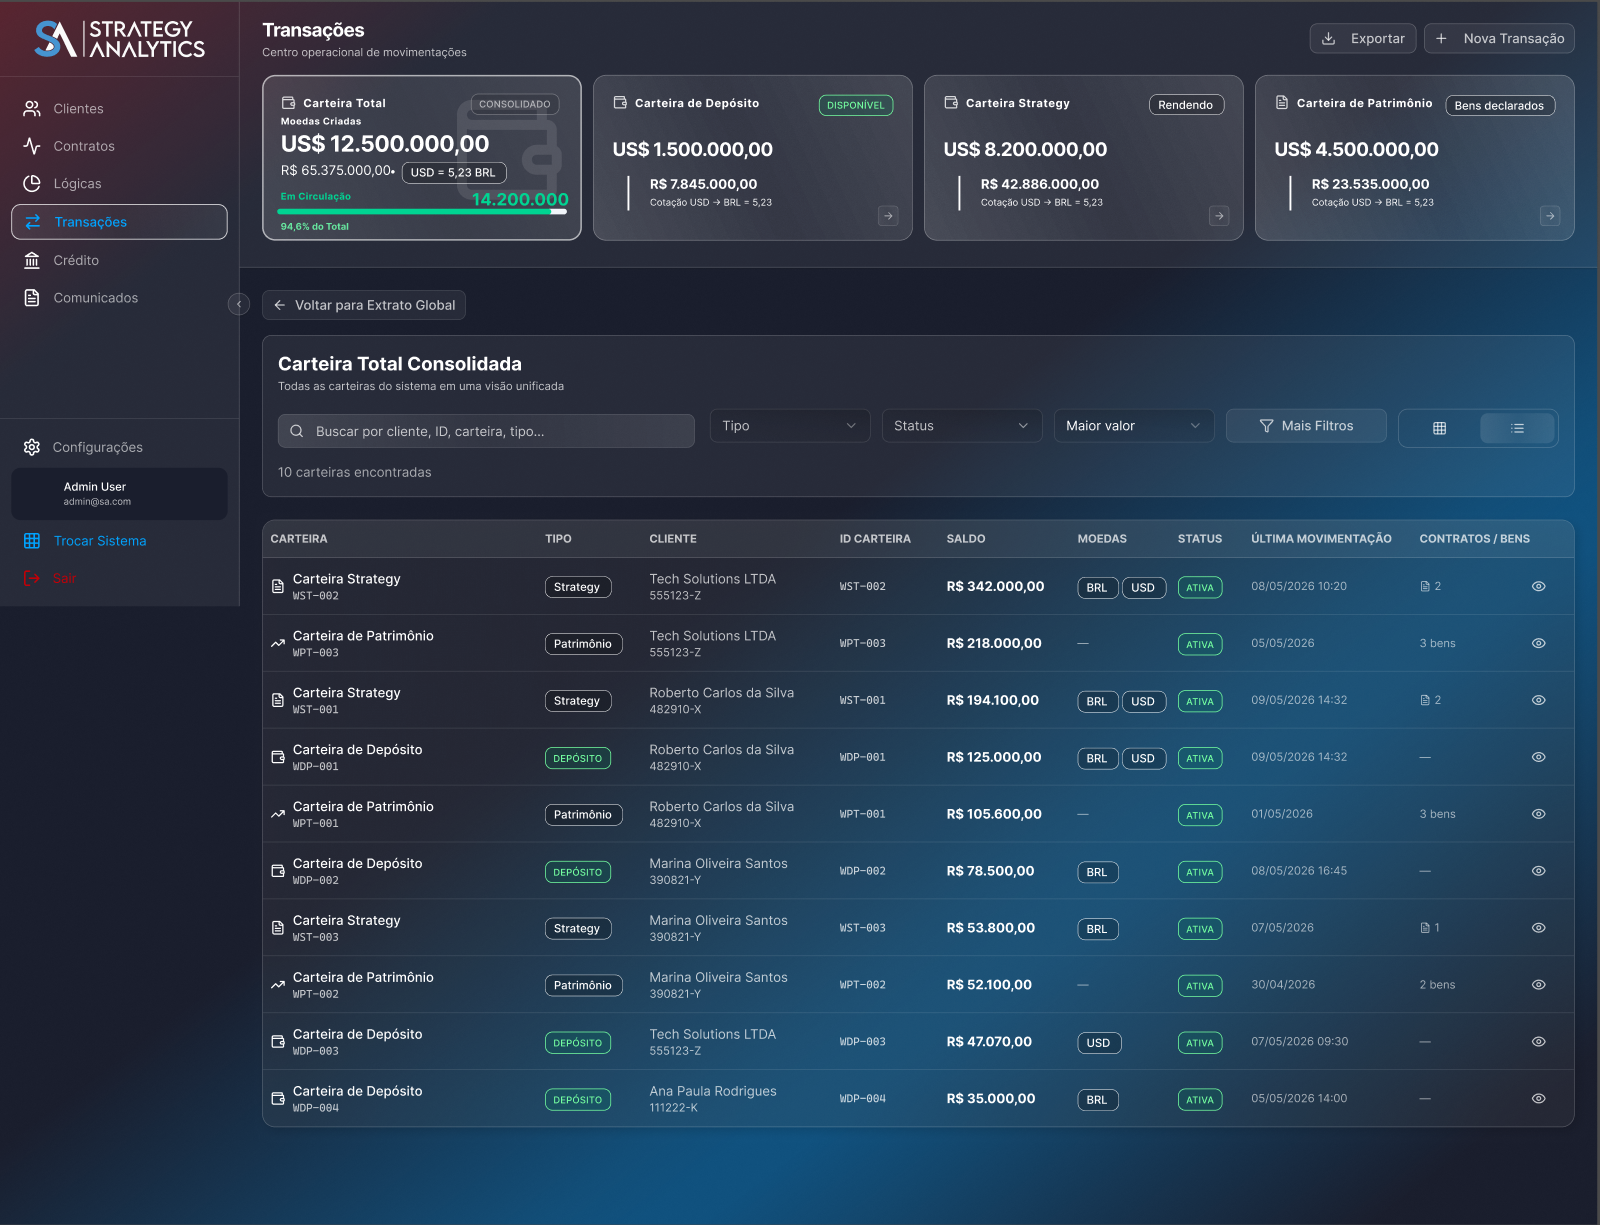 STRATEGY
ANALYTICS
Clientes
Contratos
Lógicas
Transações
Crédito
Comunicados
Configurações
Admin User
admin@sa.com
Trocar Sistema
Sair
Transações
Centro operacional de movimentações
Exportar
Nova Transação
Carteira Total
CONSOLIDADO
Moedas Criadas
US$ 12.500.000,00
R$ 65.375.000,00•
USD = 5,23 BRL
Em Circulação
14.200.000
94,6% do Total
Carteira de Depósito
DISPONÍVEL
US$ 1.500.000,00
R$ 7.845.000,00
Cotação USD → BRL = 5,23
Carteira Strategy
Rendendo
US$ 8.200.000,00
R$ 42.886.000,00
Cotação USD → BRL = 5,23
Carteira de Patrimônio
Bens declarados
US$ 4.500.000,00
R$ 23.535.000,00
Cotação USD → BRL = 5,23
Voltar para Extrato Global
Carteira Total Consolidada
Todas as carteiras do sistema em uma visão unificada
Buscar por cliente, ID, carteira, tipo...
Tipo
Status
Maior valor
Mais Filtros
10 carteiras encontradas
CARTEIRA TIPO CLIENTE ID CARTEIRA SALDO MOEDAS STATUS ÚLTIMA MOVIMENTAÇÃO CONTRATOS / BENS
Carteira Strategy
WST-002
Strategy
Tech Solutions LTDA
555123-Z
WST-002 R$ 342.000,00 BRL USD ATIVA 08/05/2026 10:20 2
Carteira de Patrimônio
WPT-003
Patrimônio
Tech Solutions LTDA
555123-Z
WPT-003 R$ 218.000,00 — ATIVA 05/05/2026 3 bens
Carteira Strategy
WST-001
Strategy
Roberto Carlos da Silva
482910-X
WST-001 R$ 194.100,00 BRL USD ATIVA 09/05/2026 14:32 2
Carteira de Depósito
WDP-001
DEPÓSITO
Roberto Carlos da Silva
482910-X
WDP-001 R$ 125.000,00 BRL USD ATIVA 09/05/2026 14:32 —
Carteira de Patrimônio
WPT-001
Patrimônio
Roberto Carlos da Silva
482910-X
WPT-001 R$ 105.600,00 — ATIVA 01/05/2026 3 bens
Carteira de Depósito
WDP-002
DEPÓSITO
Marina Oliveira Santos
390821-Y
WDP-002 R$ 78.500,00 BRL ATIVA 08/05/2026 16:45 —
Carteira Strategy
WST-003
Strategy
Marina Oliveira Santos
390821-Y
WST-003 R$ 53.800,00 BRL ATIVA 07/05/2026 1
Carteira de Patrimônio
WPT-002
Patrimônio
Marina Oliveira Santos
390821-Y
WPT-002 R$ 52.100,00 — ATIVA 30/04/2026 2 bens
Carteira de Depósito
WDP-003
DEPÓSITO
Tech Solutions LTDA
555123-Z
WDP-003 R$ 47.070,00 USD ATIVA 07/05/2026 09:30 —
Carteira de Depósito
WDP-004
DEPÓSITO
Ana Paula Rodrigues
111222-K
WDP-004 R$ 35.000,00 BRL ATIVA 05/05/2026 14:00 —